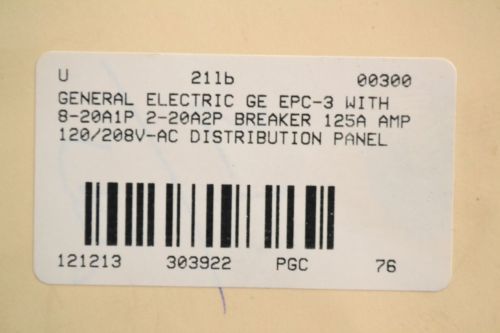 U 21lb 00300
GENERAL ELECTRIC GE EPC-3 WITH
8-20A1P 2-20A2P BREAKER 125A AMP
120/208V-AC DISTRIBUTION PANEL
121213 303922 PGC 76